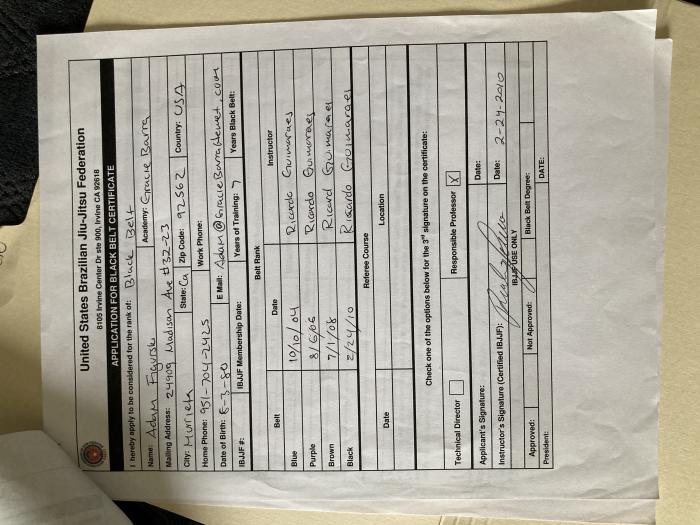 United States Brazilian Jiu-Jitsu Federation
8105 Irvine Center Dr ste 900, Irvine CA 92618
APPLICATION FOR BLACK BELT CERTIFICATE
I hereby apply to be considered for the rank of: Black Belt
Name: Adam Academy: Gracie Barra
Mailing Address: 24909 Madison Ave #32-23
City: Murieta State: Ca Zip Code: 92562 Country: USA
Home Phone: 951-704-2425 Work Phone:
Date of Birth: 8-3-80 E Mail: Adam@GracieBarraHemet.com
IBJJF #: IBJJF Membership Date: Years of Training: 7 Years Black Belt:
Belt Rank
Belt Date Instructor
Blue 10/10/04 Ricardo Guimaraes
Purple 8/6/06 Ricardo Guimaraes
Brown 7/1/08 Ricard Guimaraes
Black 2/24/10 Ricardo Guimaraes
Referee Course
Date Location
Check one of the options below for the 3rd signature on the certificate:
Technical Director Responsible Professor X
Applicant's Signature: Date:
Instructor's Signature (Certified IBJJF): Date: 2-24-2010
IBJJF USE ONLY
Approved: Not Approved: Black Belt Degree:
President: DATE: